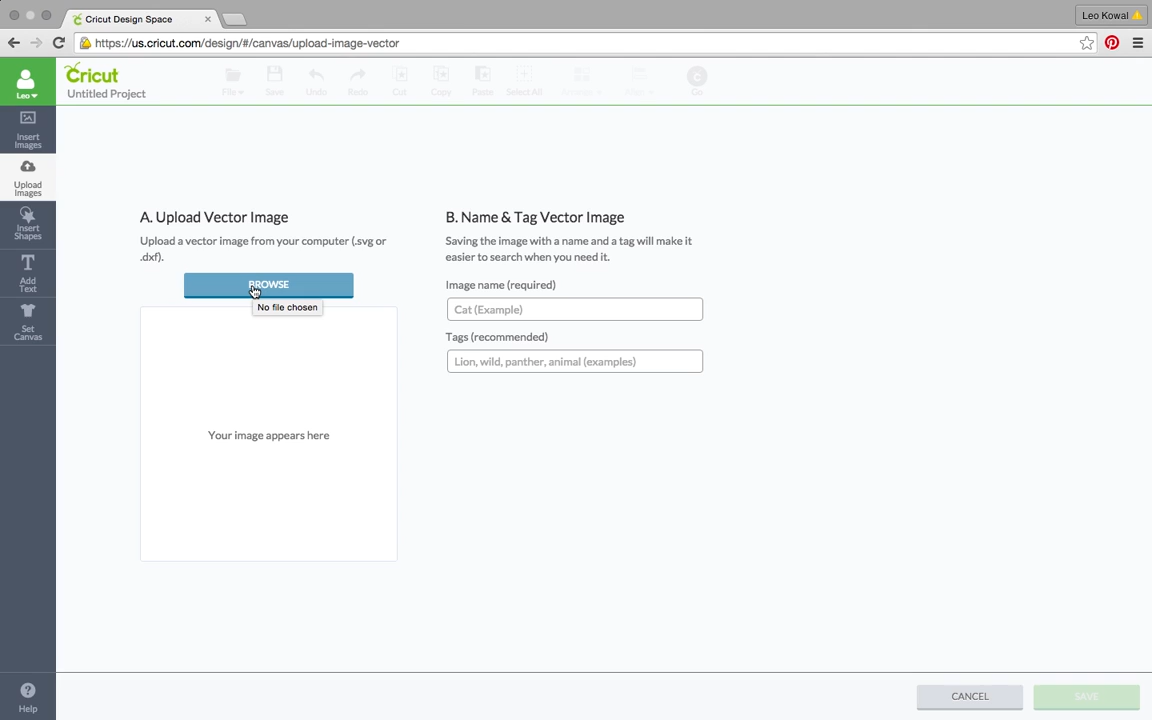 Cricut Design Space
Leo Kowal
https://us.cricut.com/design/#/canvas/upload-image-vector
Leo
Cricut
Untitled Project
File
Save
Undo
Redo
Cut
Copy
Paste
Select All
Go
Insert
Images
Upload
Images
Insert
Shapes
Add
Text
Set
Canvas
Help
A. Upload Vector Image
Upload a vector image from your computer (.svg or
.dxf).
BROWSE
No file chosen
Your image appears here
B. Name & Tag Vector Image
Saving the image with a name and a tag will make it
easier to search when you need it.
Image name (required)
Cat (Example)
Tags (recommended)
Lion, wild, panther, animal (examples)
CANCEL
SAVE